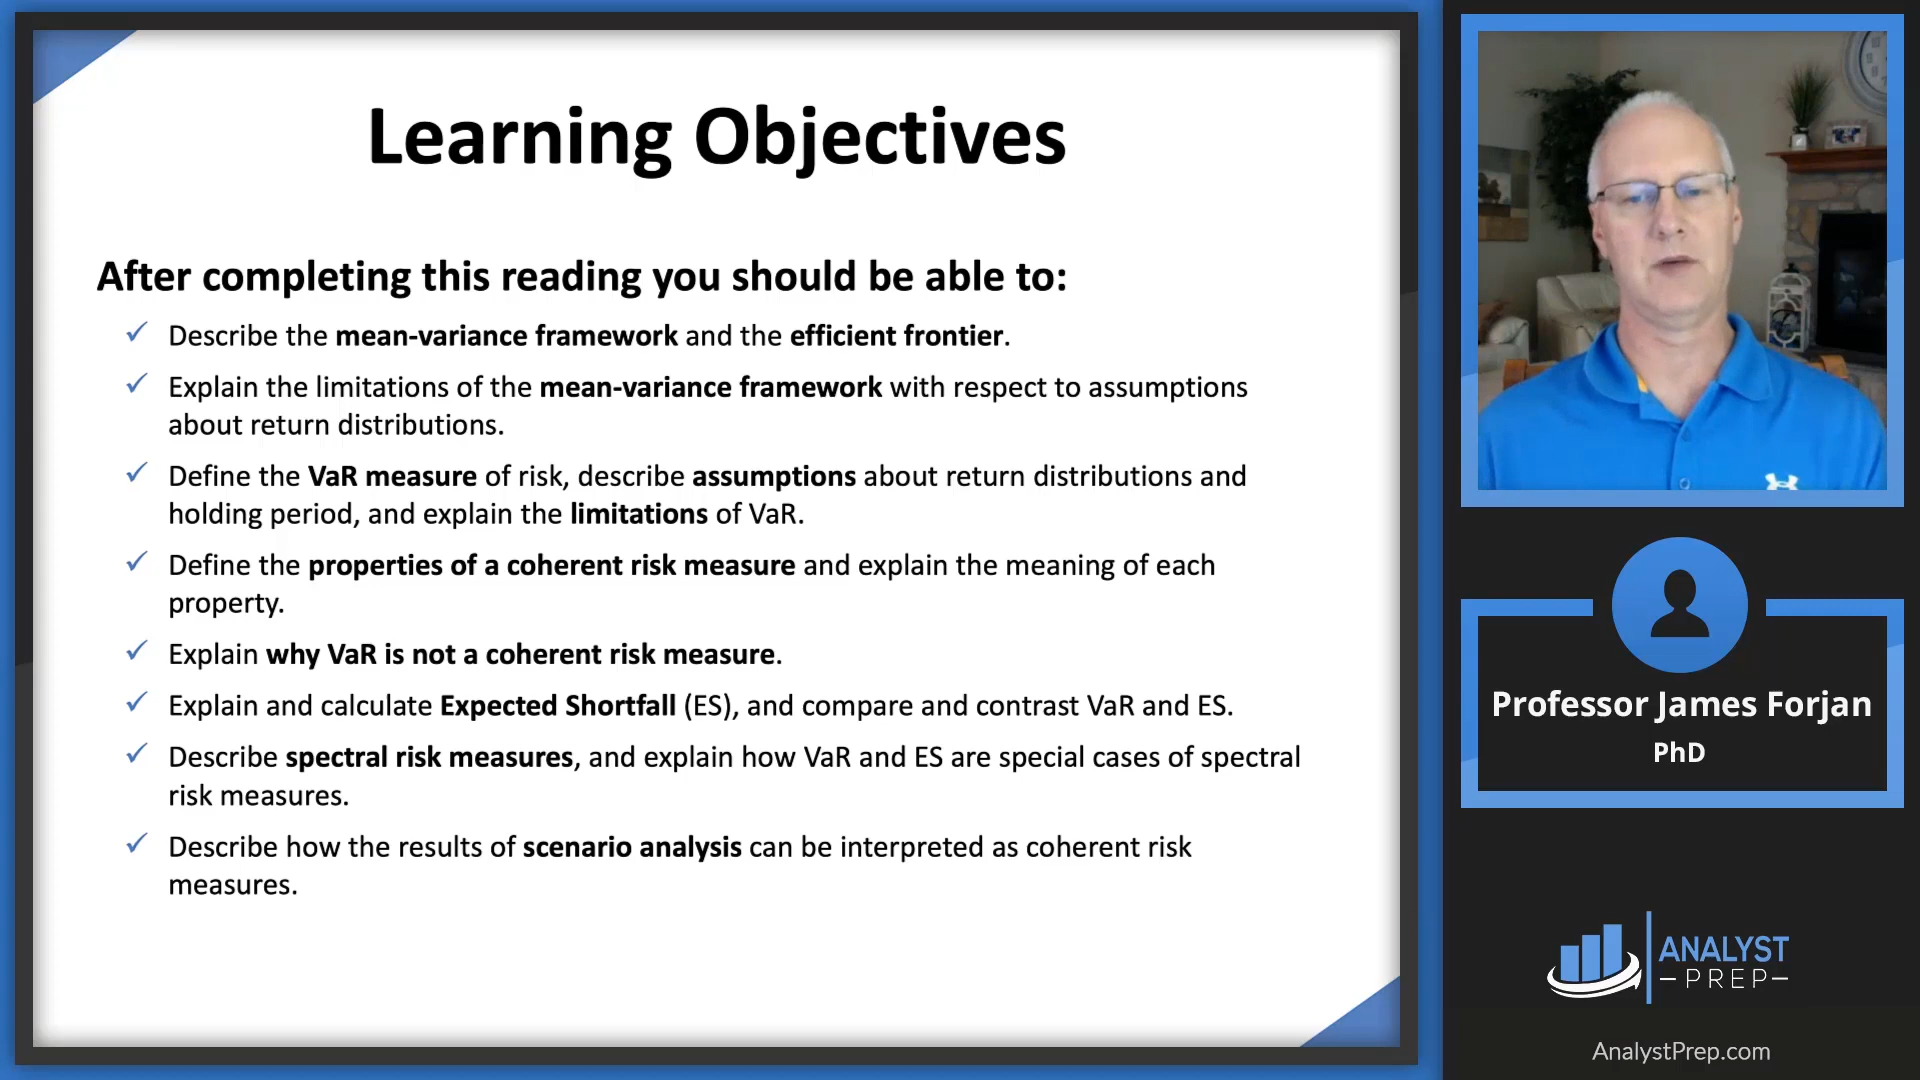 Learning Objectives
After completing this reading you should be able to:
✓ Describe the mean-variance framework and the efficient frontier.
✓ Explain the limitations of the mean-variance framework with respect to assumptions
about return distributions.
✓ Define the VaR measure of risk, describe assumptions about return distributions and
holding period, and explain the limitations of VaR.
✓ Define the properties of a coherent risk measure and explain the meaning of each
property.
✓ Explain why VaR is not a coherent risk measure.
✓ Explain and calculate Expected Shortfall (ES), and compare and contrast VaR and ES.
✓ Describe spectral risk measures, and explain how VaR and ES are special cases of spectral
risk measures.
✓ Describe how the results of scenario analysis can be interpreted as coherent risk
measures.
Professor James Forjan
PhD
ANALYST
PREP
AnalystPrep.com